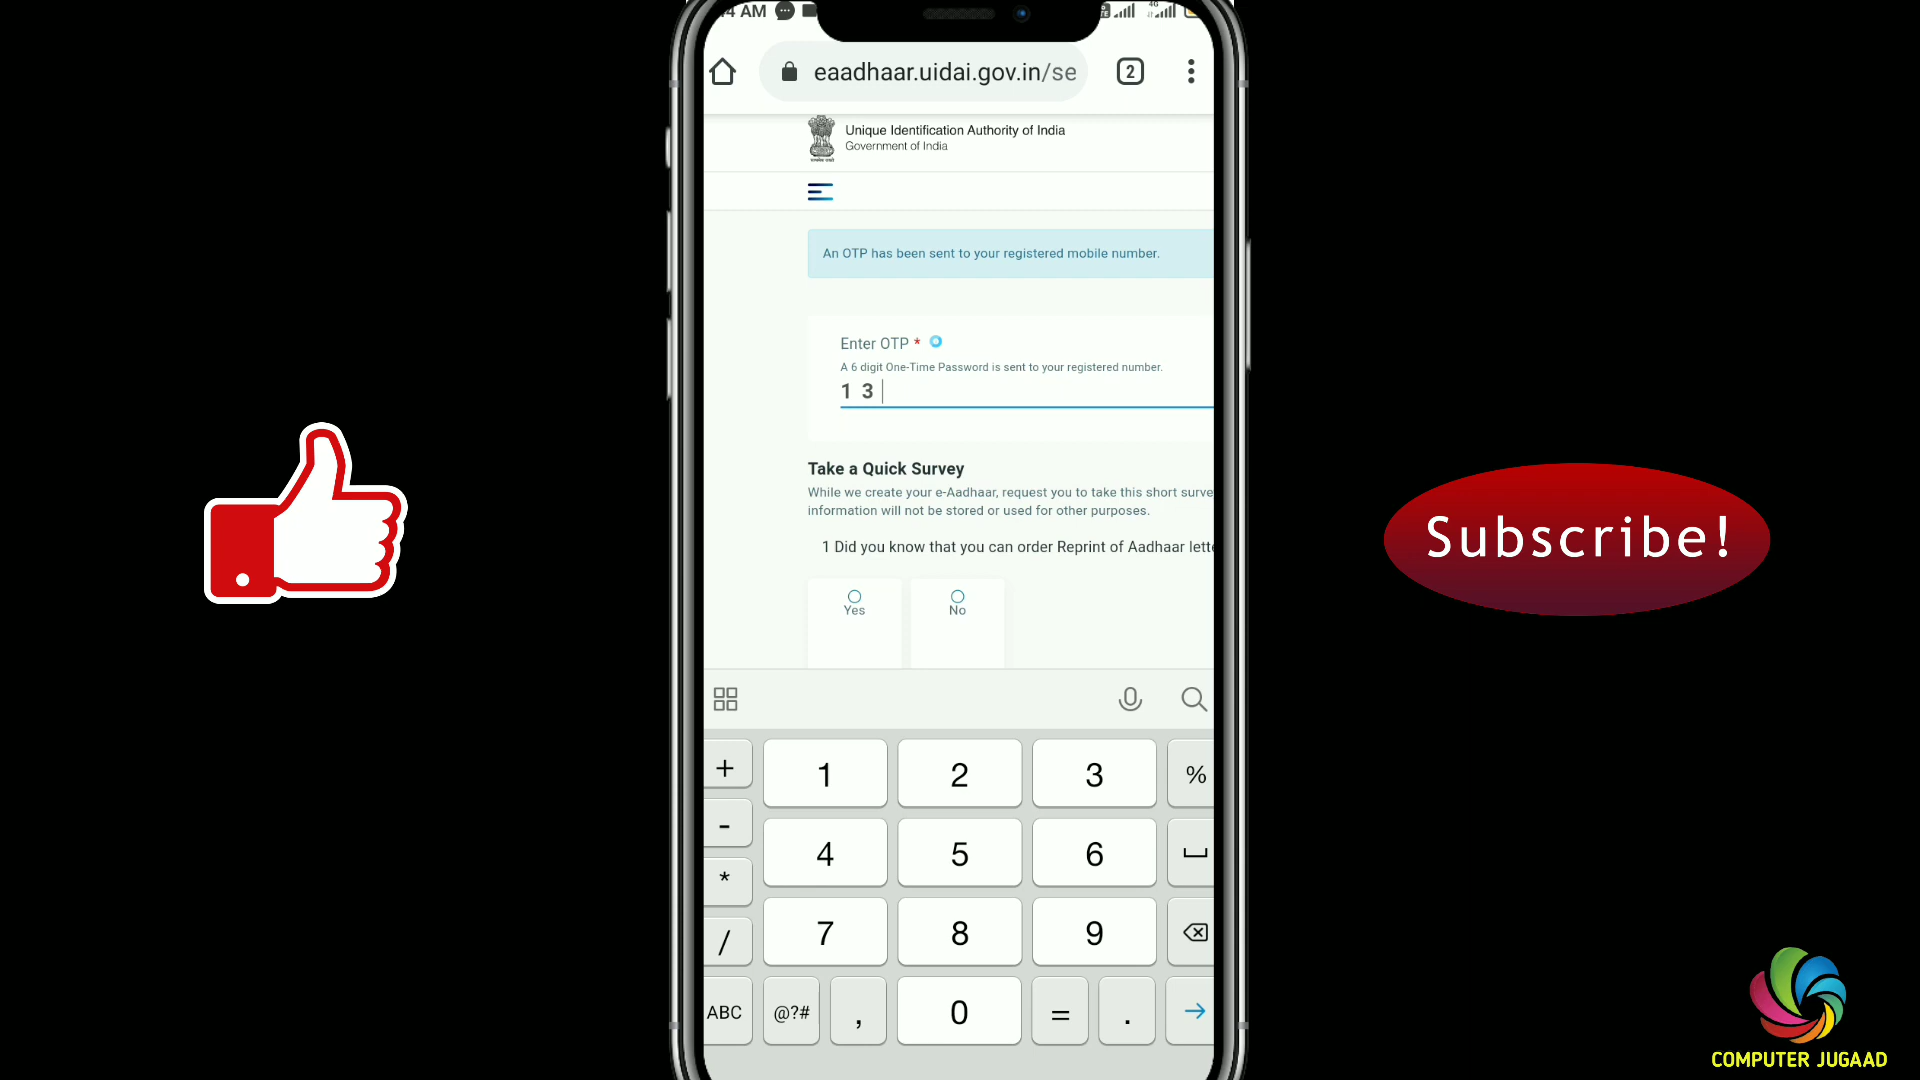 4 AM
eaadhaar.uidai.gov.in/se
2
Unique Identification Authority of India
Government of India
An OTP has been sent to your registered mobile number.
Enter OTP *
A 6 digit One-Time Password is sent to your registered number.
1 3
Take a Quick Survey
While we create your e-Aadhaar, request you to take this short surve
information will not be stored or used for other purposes.
1 Did you know that you can order Reprint of Aadhaar lette
Yes No
Subscribe!
+ 1 2 3 %
- 4 5 6
* 7 8 9
/
ABC @?# , 0 = .
COMPUTER JUGAAD